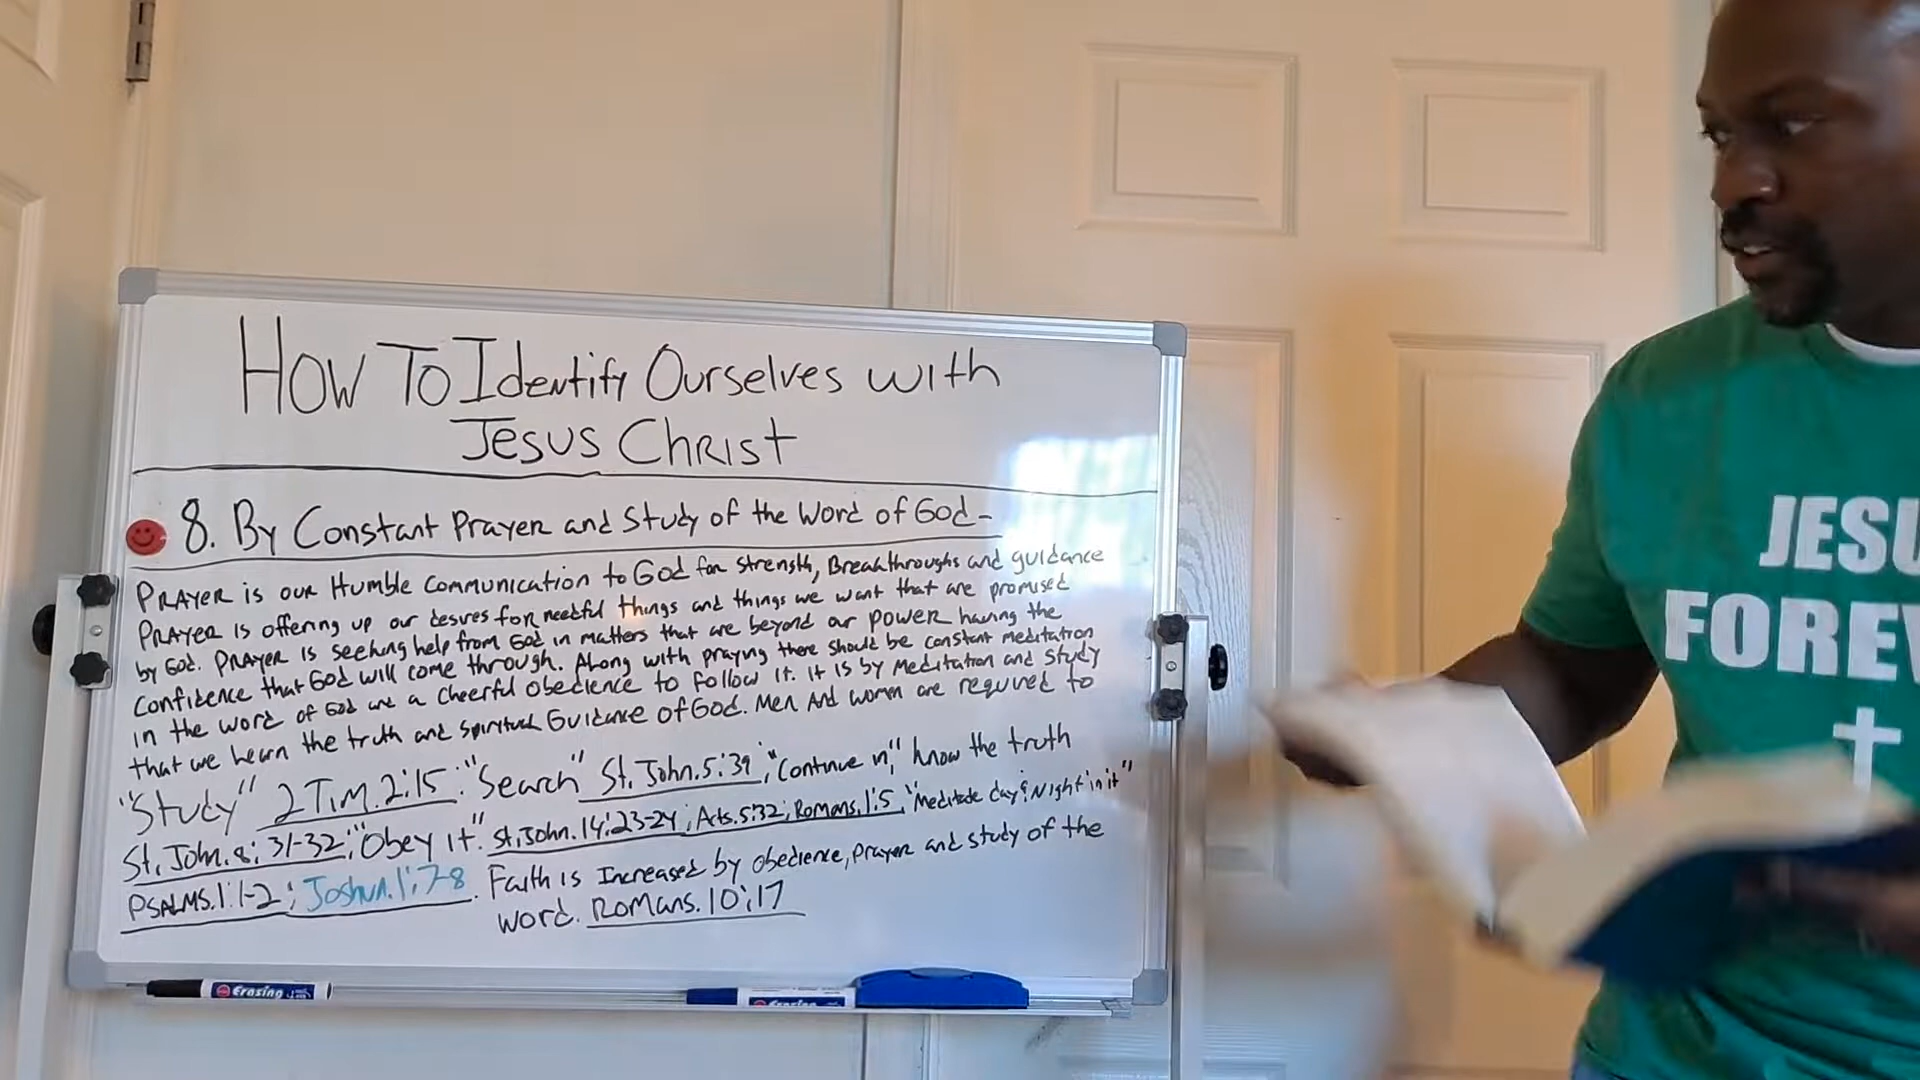 How To Identify Ourselves with
Jesus Christ
8. By Constant Prayer and Study of the Word of God-
Prayer is our Humble Communication to God for strength, Breakthroughs and guidance
Prayer is offering up our desires for needful things and things we want that are promised
by God. Prayer is seeking help from God in matters that are beyond our power having the
confidence that God will come through. Along with praying there should be constant meditation
in the word of God and a cheerful obedience to follow it. It is by Meditation and Study
that we learn the truth and spiritual Guidance of God. Men And women are required to
"Study" 2 Tim. 2:15; "Search" St. John. 5:39; "Continue in," know the truth
St. John. 8:31-32; "Obey it". St. John. 14:23-24; Acts. 5:32; Romans. 1:5, "Meditate day & Night in it"
Psalms. 1:1-2; Joshua. 1:7-8. Faith is Increased by obedience, prayer and study of the
word. Romans. 10:17
Erasing
Erasing
JESU
FOREV